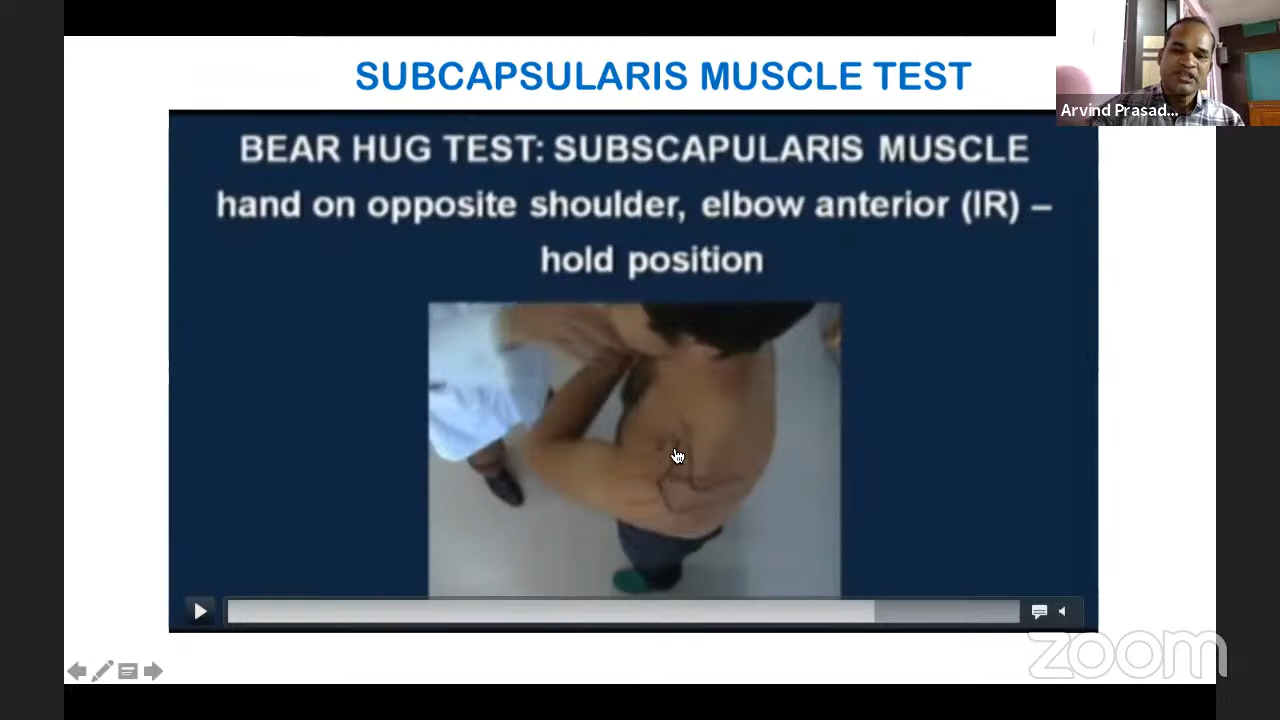 SUBCAPSULARIS MUSCLE TEST
Arvind Prasad...
BEAR HUG TEST: SUBSCAPULARIS MUSCLE
hand on opposite shoulder, elbow anterior (IR) –
hold position
zoom